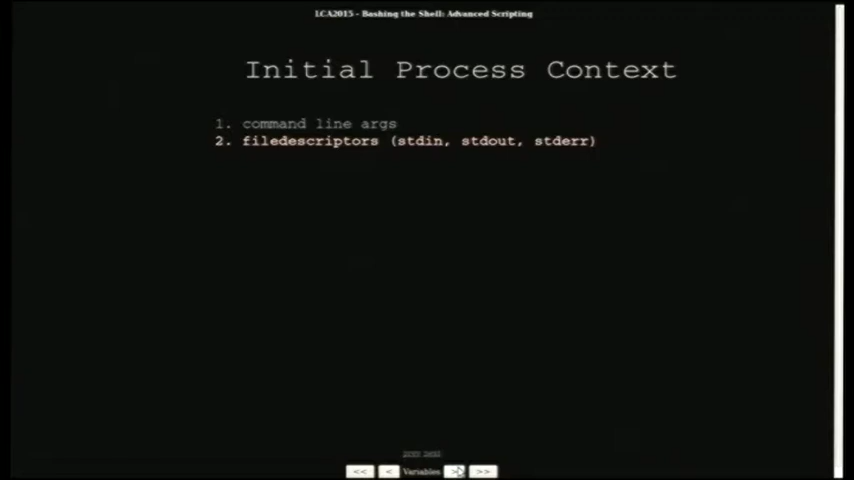 LCA2015 - Bashing the Shell: Advanced Scripting
Initial Process Context
1. command line args
2. filedescriptors (stdin, stdout, stderr)
<< < Variables > >>